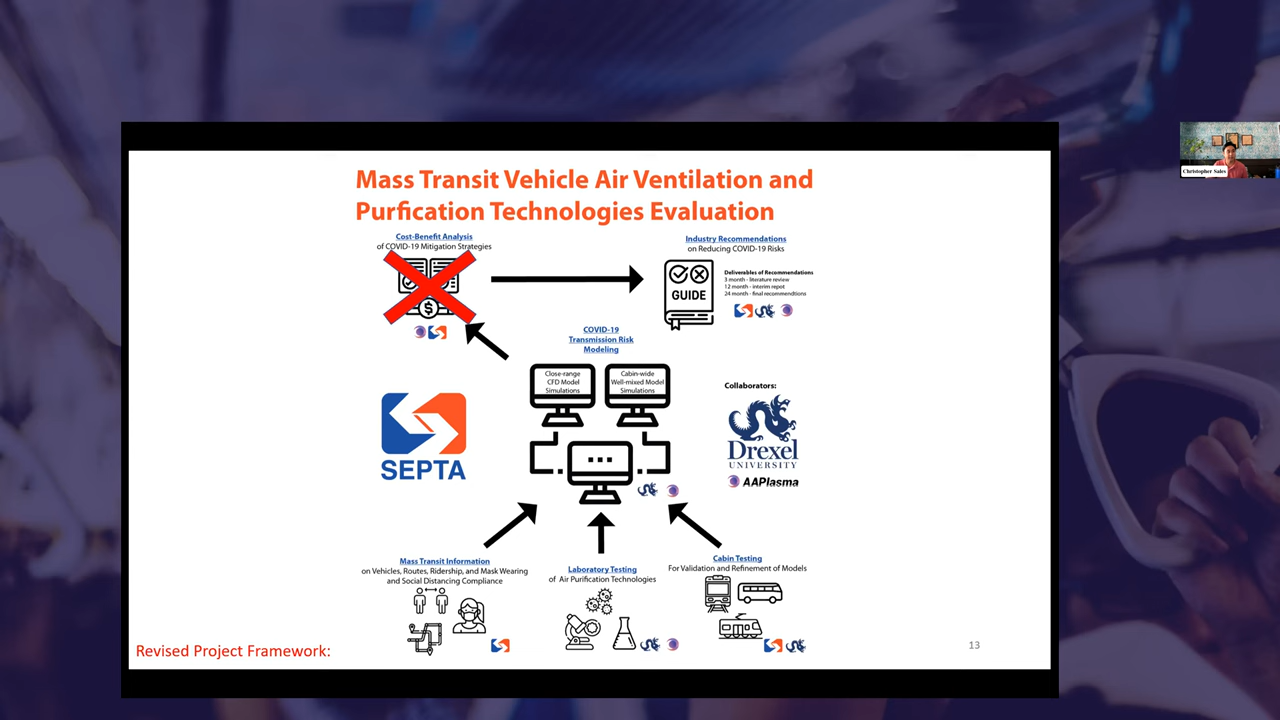 Mass Transit Vehicle Air Ventilation and
Purfication Technologies Evaluation
Cost-Benefit Analysis
of COVID-19 Mitigation Strategies
Industry Recommendations
on Reducing COVID-19 Risks
GUIDE
Deliverables of Recommendations
3 month - literature review
12 month - interim repot
24 month - final recommendtions
COVID-19
Transmission Risk
Modeling
Close-range
CFD Model
Simulations
Cabin-wide
Well-mixed Model
Simulations
SEPTA
Collaborators:
Drexel
UNIVERSITY
AAPlasma
Mass Transit Information
on Vehicles, Routes, Ridership, and Mask Wearing
and Social Distancing Compliance
Laboratory Testing
of Air Purification Technologies
Cabin Testing
For Validation and Refinement of Models
Revised Project Framework:
13
Christopher Sales